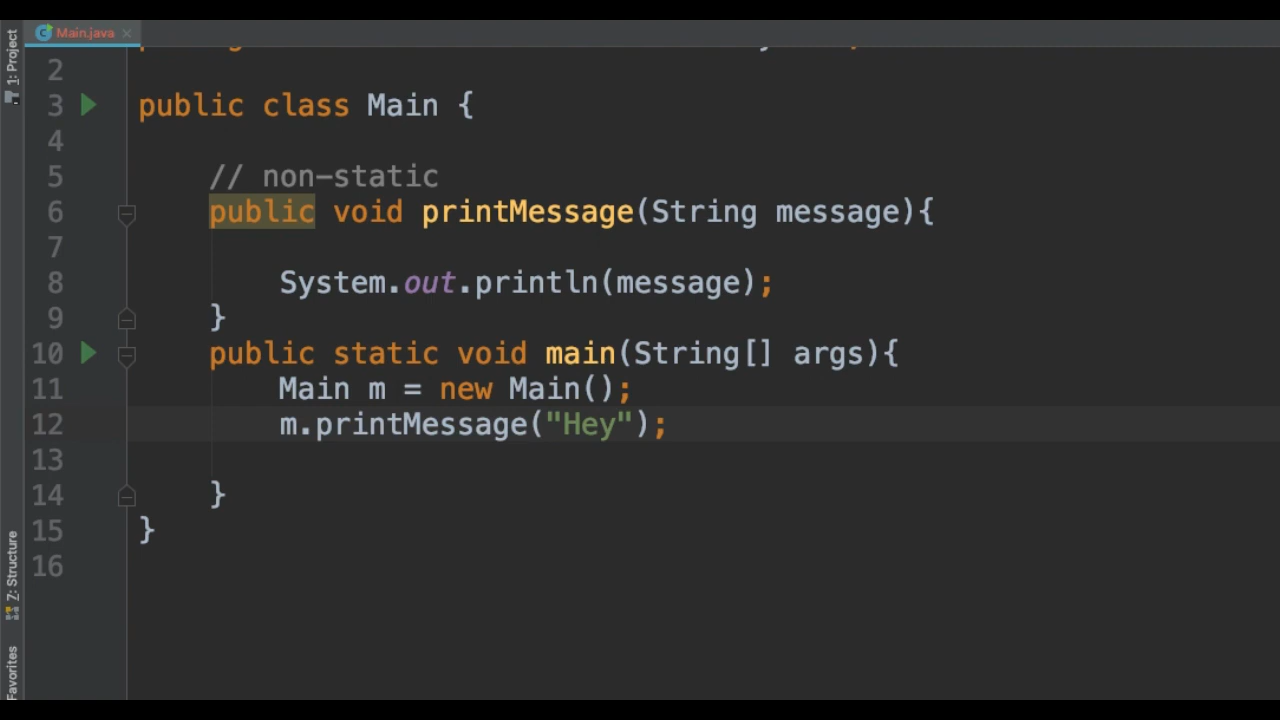 Main.java
1: Project
2
3 public class Main {
4
5 // non-static
6 public void printMessage(String message){
7
8 System.out.println(message);
9 }
10 public static void main(String[] args){
11 Main m = new Main();
12 m.printMessage("Hey");
13
14 }
15 }
16
Z: Structure
Favorites